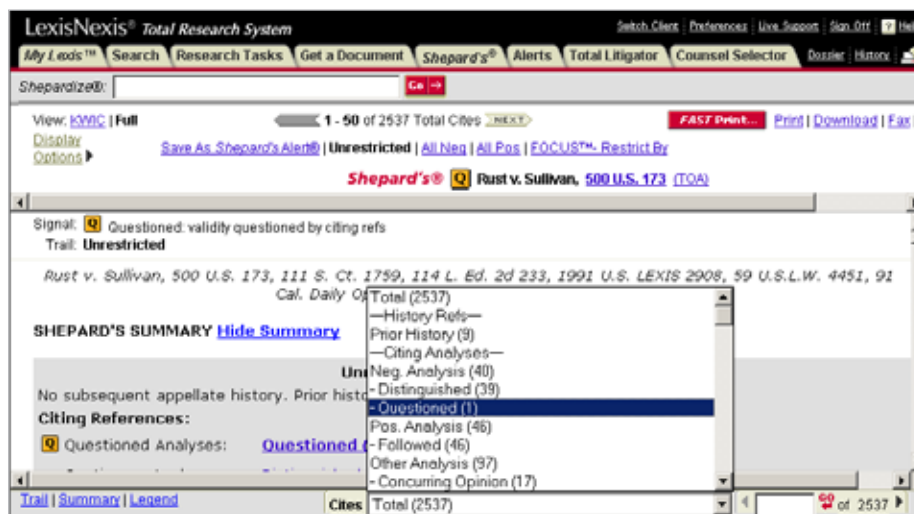 LexisNexis® Total Research System
Switch Client | Preferences | Live Support | Sign Off | ? Hel
My Lexis™ Search Research Tasks Get a Document Shepard's® Alerts Total Litigator Counsel Selector Dossier | History |
Shepardize®: Go →
View: KWIC | Full 1 - 50 of 2537 Total Cites NEXT FAST Print... Print | Download | Fax
Display
Options Save As Shepard's Alert® | Unrestricted | All Neg | All Pos | FOCUS™- Restrict By
Shepard's® Q Rust v. Sullivan, 500 U.S. 173 (TOA)
Signal: Q Questioned: validity questioned by citing refs
Trail: Unrestricted
Rust v. Sullivan, 500 U.S. 173, 111 S. Ct. 1759, 114 L. Ed. 2d 233, 1991 U.S. LEXIS 2908, 59 U.S.L.W. 4451, 91
Cal. Daily Op
SHEPARD'S SUMMARY Hide Summary
Unr
No subsequent appellate history. Prior histo
Citing References:
Q Questioned Analyses: Questioned (
Total (2537)
—History Refs—
Prior History (9)
—Citing Analyses—
Neg. Analysis (40)
- Distinguished (39)
- Questioned (1)
Pos. Analysis (46)
- Followed (46)
Other Analysis (97)
- Concurring Opinion (17)
Trail | Summary | Legend Cites Total (2537) GO of 2537